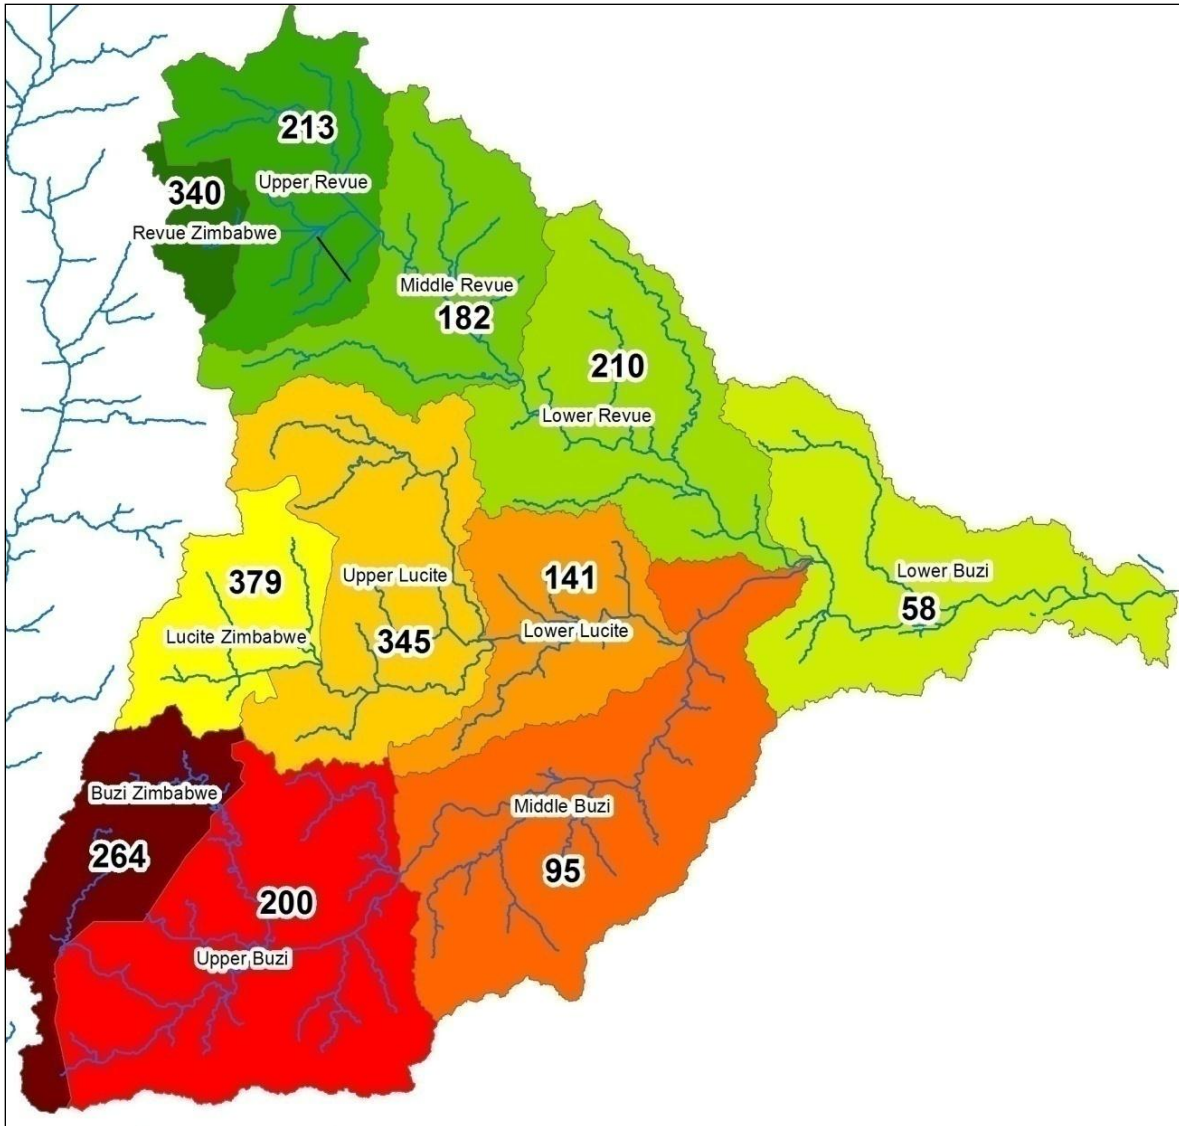 213
Upper Revue
340
Revue Zimbabwe
Middle Revue
182
210
Lower Revue
379
Lucite Zimbabwe
Upper Lucite
345
141
Lower Lucite
Lower Buzi
58
Buzi Zimbabwe
264
200
Upper Buzi
Middle Buzi
95